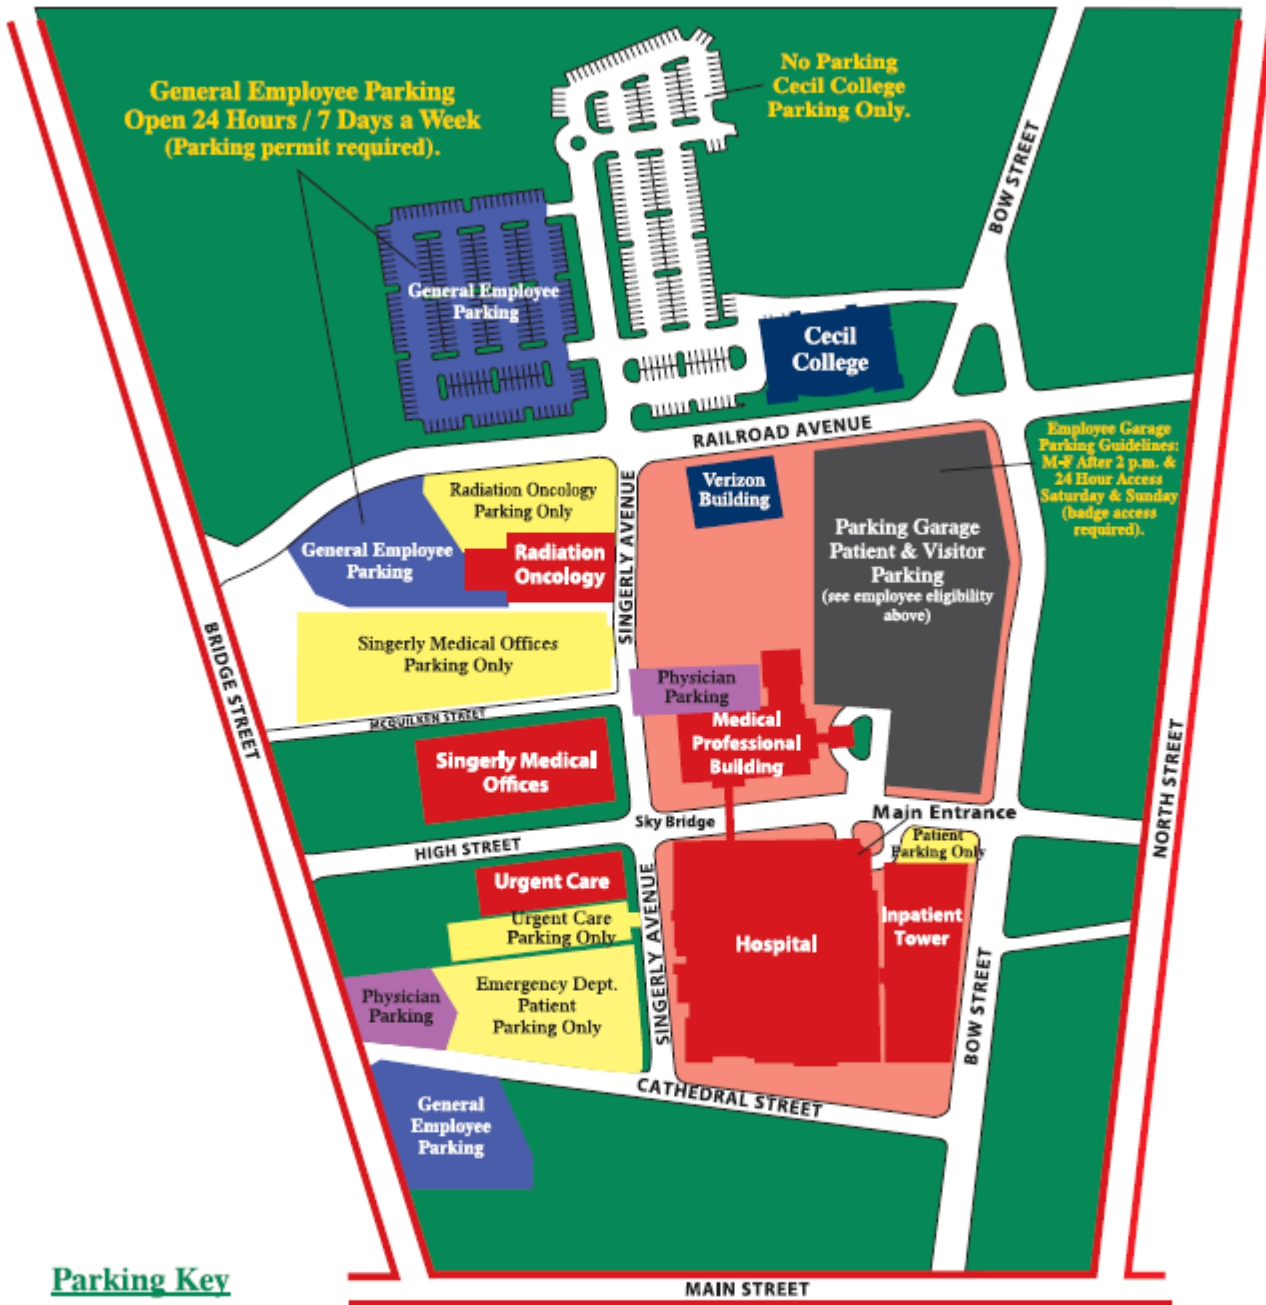 General Employee Parking
Open 24 Hours / 7 Days a Week
(Parking permit required).
No Parking
Cecil College
Parking Only.
BOW STREET
General Employee
Parking
Cecil
COLLEGE
RAILROAD AVENUE
Employee Garage
Parking Guidelines:
M-F After 2 p.m. &
24 Hour Access
Saturday & Sunday
(badge access
required).
Radiation Oncology
Parking Only
Verizon
Building
SINGERLY AVENUE
General Employee
Parking
Radiation
Oncology
Parking Garage
Patient & Visitor
Parking
(see employee eligibility
above)
BRIDGE STREET
Singerly Medical Offices
Parking Only
Physician
Parking
MCQUILKEN STREET
Medical
Professional
Building
Singerly Medical
Offices
NORTH STREET
Sky Bridge
Main Entrance
HIGH STREET
Patient
Parking Only
Urgent Care
Urgent Care
Parking Only
SINGERLY AVENUE
Hospital
Inpatient
Tower
Physician
Parking
Emergency Dept.
Patient
Parking Only
BOW STREET
CATHEDRAL STREET
General
Employee
Parking
Parking Key
MAIN STREET